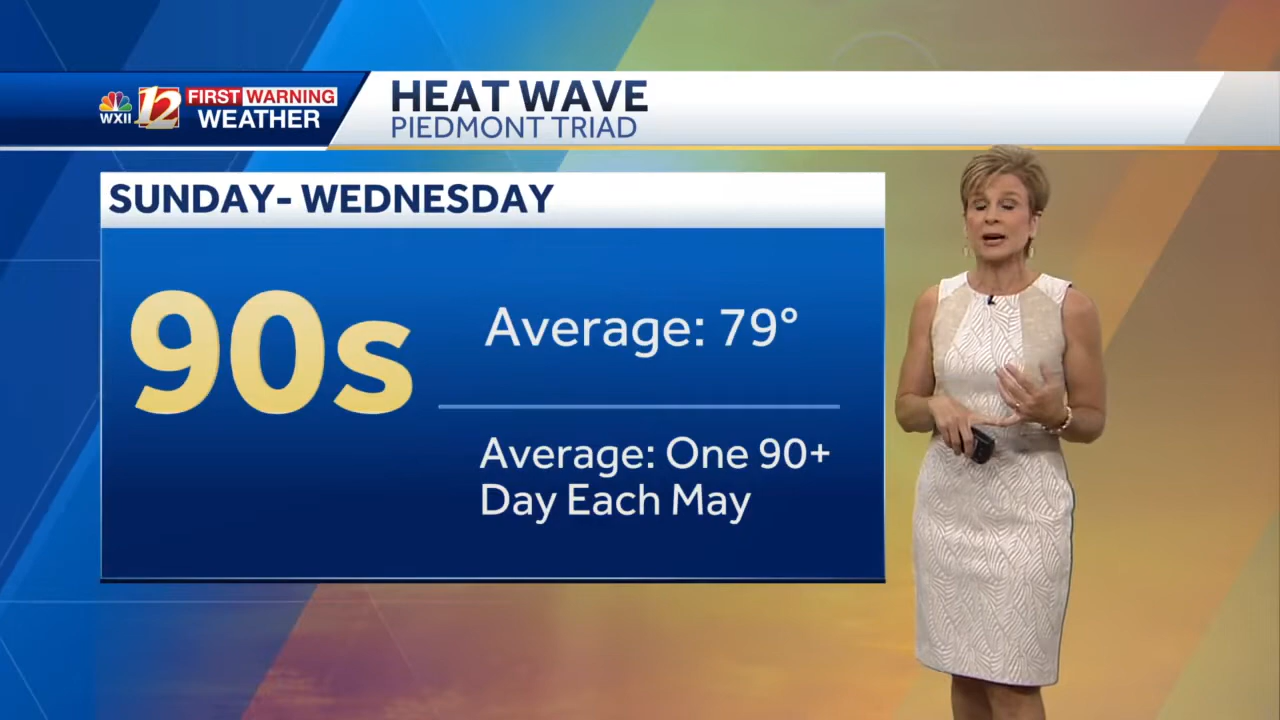 WXII 12 FIRST WARNING
WEATHER
HEAT WAVE
PIEDMONT TRIAD
SUNDAY- WEDNESDAY
90s
Average: 79°
Average: One 90+
Day Each May